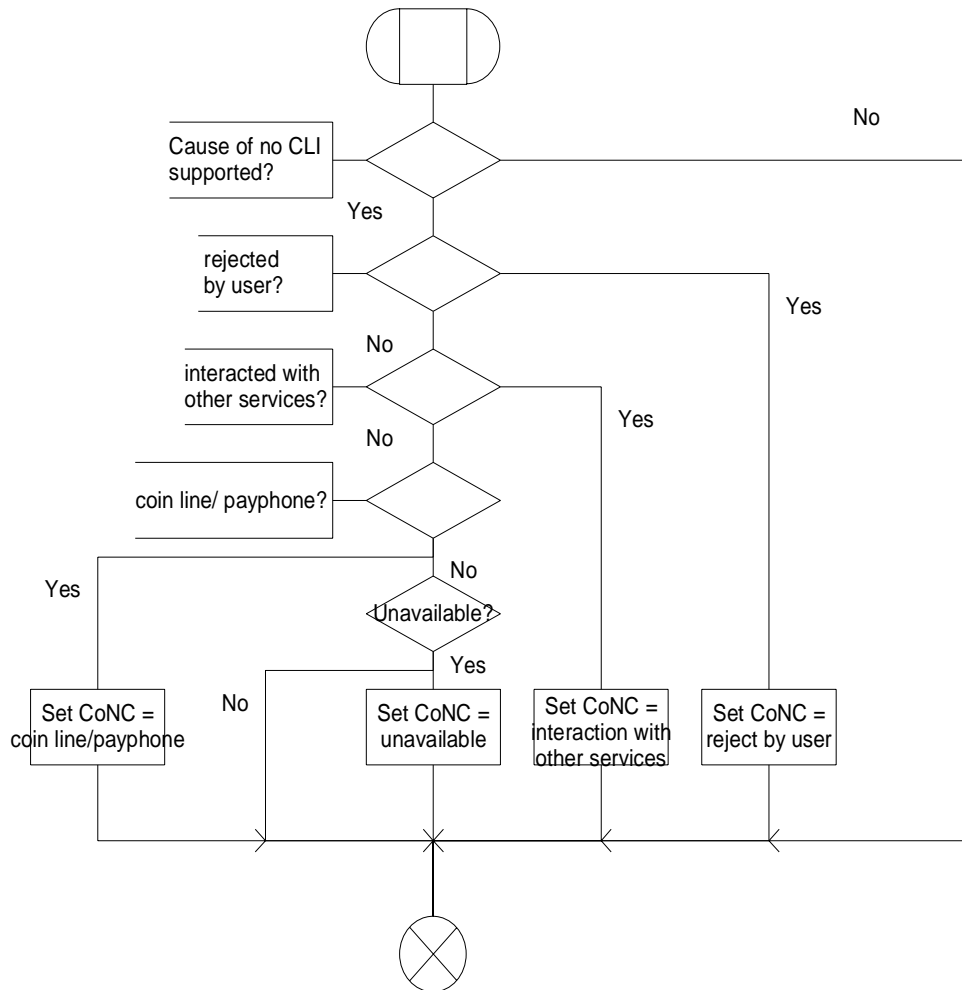 No
Cause of no CLI
supported?
Yes
rejected
by user?
Yes
No
interacted with
other services?
Yes
No
coin line/ payphone?
Yes
No
Unavailable?
Yes
No
Set CoNC =
coin line/payphone
Set CoNC =
unavailable
Set CoNC =
interaction with
other services
Set CoNC =
reject by user